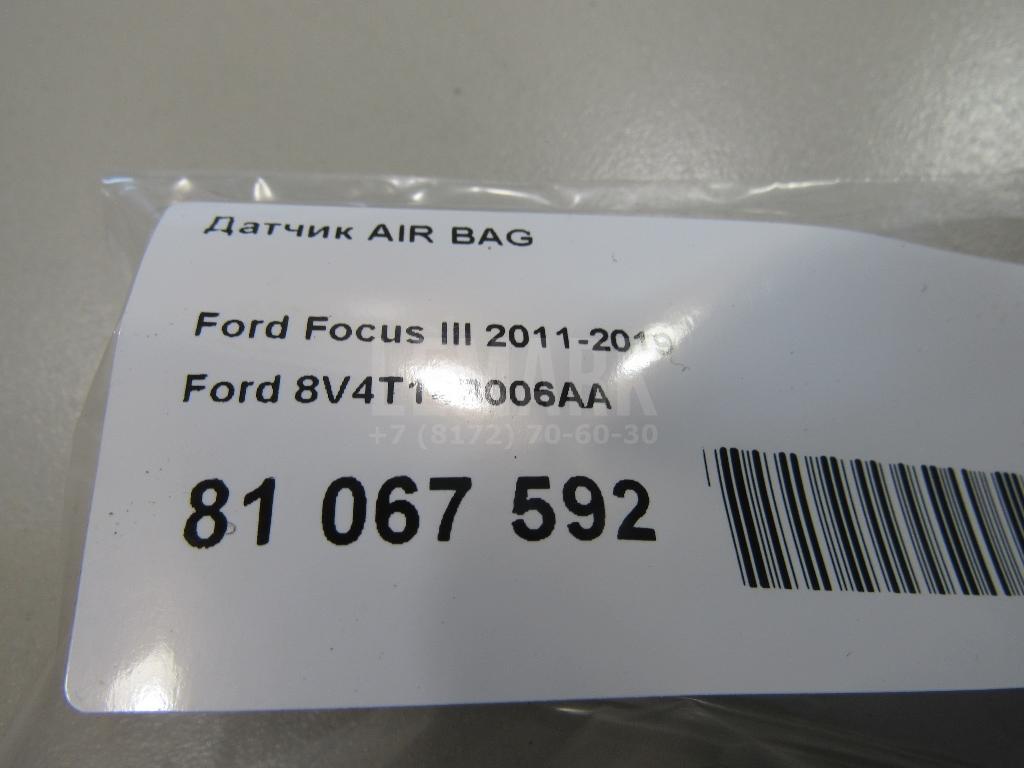 Датчик AIR BAG
Ford Focus III 2011-2019
Ford
81 067 592
+7 (8172) 70-60-30